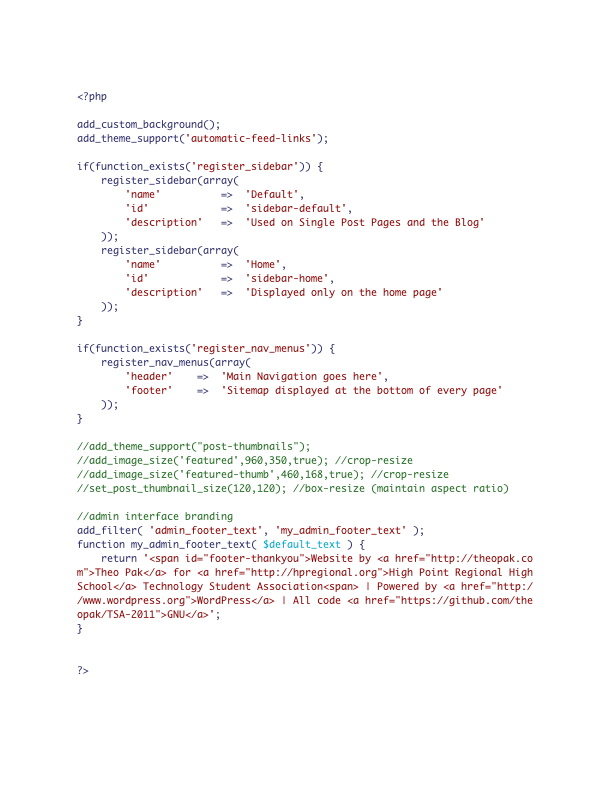 <?php

add_custom_background();
add_theme_support('automatic-feed-links');

if(function_exists('register_sidebar')) {
    register_sidebar(array(
        'name'          =>  'Default',
        'id'            =>  'sidebar-default',
        'description'   =>  'Used on Single Post Pages and the Blog'
    ));
    register_sidebar(array(
        'name'          =>  'Home',
        'id'            =>  'sidebar-home',
        'description'   =>  'Displayed only on the home page'
    ));
}

if(function_exists('register_nav_menus')) {
    register_nav_menus(array(
        'header'    =>  'Main Navigation goes here',
        'footer'    =>  'Sitemap displayed at the bottom of every page'
    ));
}

//add_theme_support("post-thumbnails");
//add_image_size('featured',960,350,true); //crop-resize
//add_image_size('featured-thumb',460,168,true); //crop-resize
//set_post_thumbnail_size(120,120); //box-resize (maintain aspect ratio)

//admin interface branding
add_filter( 'admin_footer_text', 'my_admin_footer_text' );
function my_admin_footer_text( $default_text ) {
    return '<span id="footer-thankyou">Website by <a href="http://theopak.co
m">Theo Pak</a> for <a href="http://hpregional.org">High Point Regional High
School</a> Technology Student Association<span> | Powered by <a href="http:/
/www.wordpress.org">WordPress</a> | All code <a href="https://github.com/the
opak/TSA-2011">GNU</a>';
}

?>